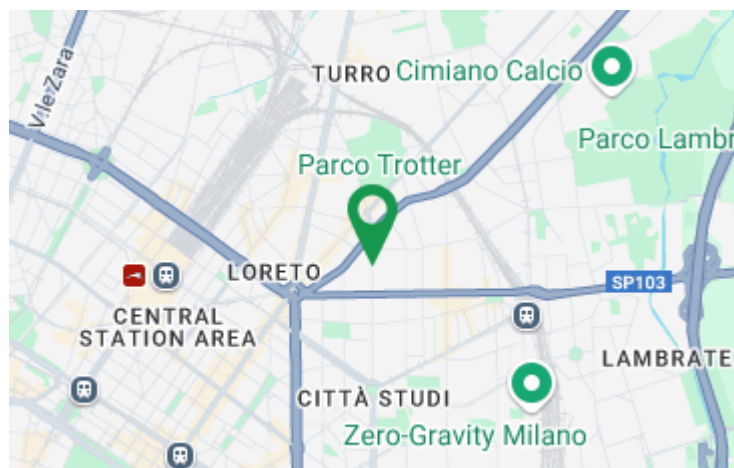 V.le Zara
TURRO
Cimiano Calcio
Parco Lambr
Parco Trotter
LORETO
SP103
CENTRAL
STATION AREA
LAMBRATE
CITTÀ STUDI
Zero-Gravity Milano